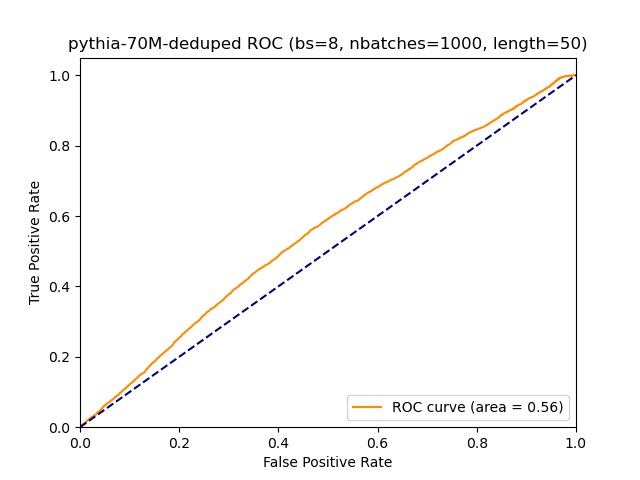 pythia-70M-deduped ROC (bs=8, nbatches=1000, length=50)
1.0
0.8
0.6
0.4
0.2
0.0
True Positive Rate
ROC curve (area = 0.56)
0.0 0.2 0.4 0.6 0.8 1.0
False Positive Rate